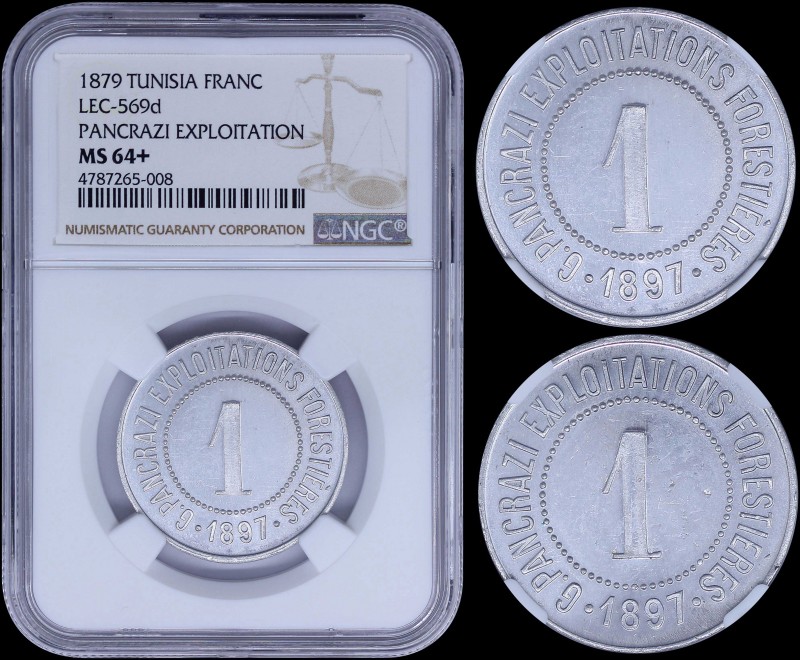 1879 TUNISIA FRANC
LEC-569d
PANCRAZI EXPLOITATION
MS 64+
4787265-008
NUMISMATIC GUARANTY CORPORATION
NGC®
G. PANCRAZI EXPLOITATIONS FORESTIÈRES
1
· 1897 ·
G. PANCRAZI EXPLOITATIONS FORESTIÈRES
1
· 1897 ·
G. PANCRAZI EXPLOITATIONS FORESTIÈRES
1
· 1897 ·